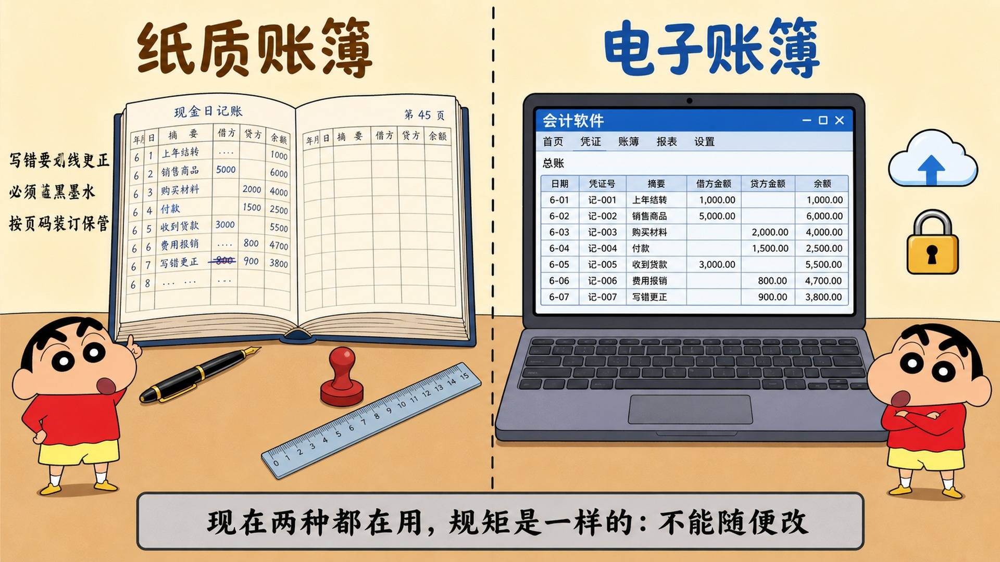 纸质账簿
电子账簿
写错要划线更正
必须蓝黑墨水
按页码装订保管
现金日记账
年月 日 摘 要 借方 贷方 余额
6 1 上年结转 .... 1000
6 2 销售商品 5000 6000
6 3 购买材料 2000 4000
6 4 付款 1500 2500
6 5 收到货款 3000 5500
6 6 费用报销 .... 800 4700
6 7 写错更正 800 900 3800
6 8 ... ... ...
第 45 页
年月 日 摘 要 借方 贷方 余额
0 1 2 3 4 5 6 7 8 9 10 11 12 13 14 15
会计软件
首页 凭证 账簿 报表 设置
总账
日期 凭证号 摘要 借方金额 贷方金额 余额
6-01 记-001 上年结转 1,000.00 1,000.00
6-02 记-002 销售商品 5,000.00 6,000.00
6-03 记-003 购买材料 2,000.00 4,000.00
6-04 记-004 付款 1,500.00 2,500.00
6-05 记-005 收到货款 3,000.00 5,500.00
6-06 记-006 费用报销 800.00 4,700.00
6-07 记-007 写错更正 900.00 3,800.00
现在两种都在用，规矩是一样的：不能随便改